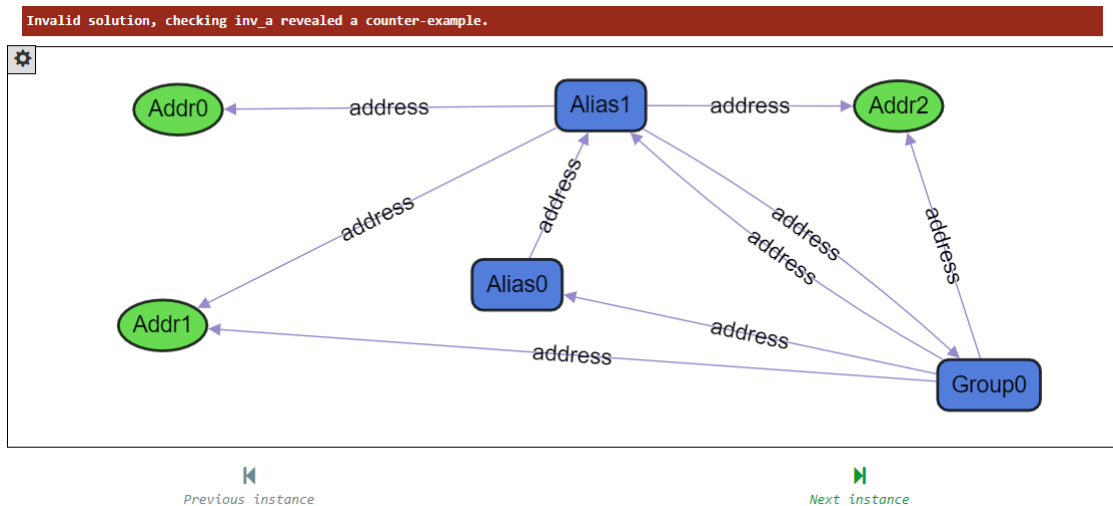 Invalid solution, checking inv_a revealed a counter-example.
Addr0
address
Alias1
address
Addr2
address
address
address
address
address
Alias0
Addr1
address
address
Group0
Previous instance
Next instance